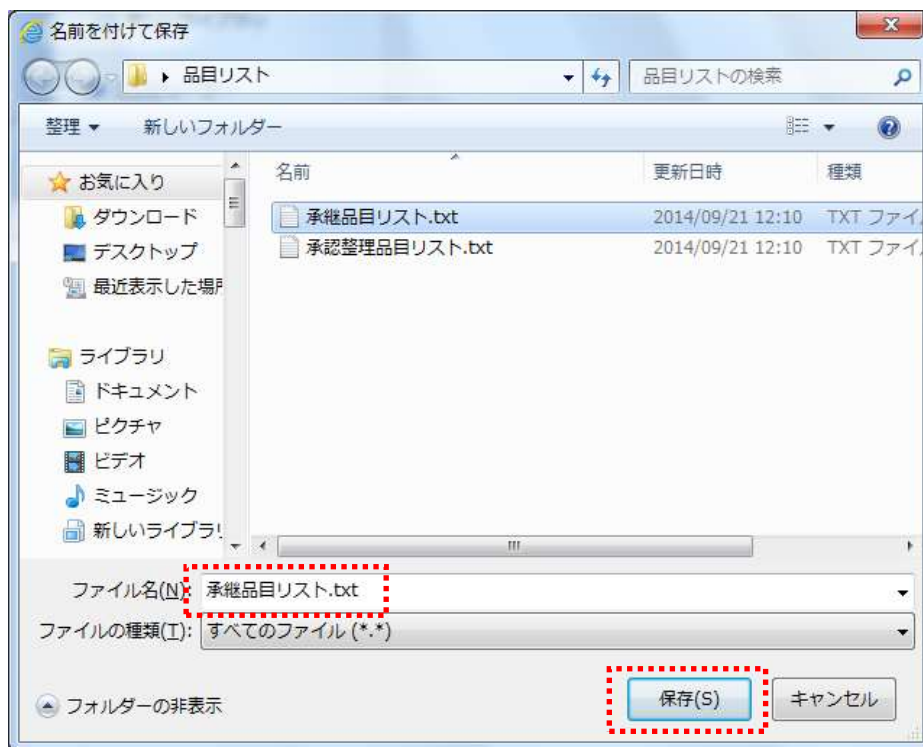 名前を付けて保存
品目リスト
品目リストの検索
整理
新しいフォルダー
名前 更新日時 種類
お気に入り
ダウンロード
デスクトップ
最近表示した場所
ライブラリ
ドキュメント
ピクチャ
ビデオ
ミュージック
新しいライブラリ
承継品目リスト.txt 2014/09/21 12:10 TXT ファイ
承認整理品目リスト.txt 2014/09/21 12:10 TXT ファイ
ファイル名(N): 承継品目リスト.txt
ファイルの種類(T): すべてのファイル (*.*)
フォルダーの非表示
保存(S)
キャンセル